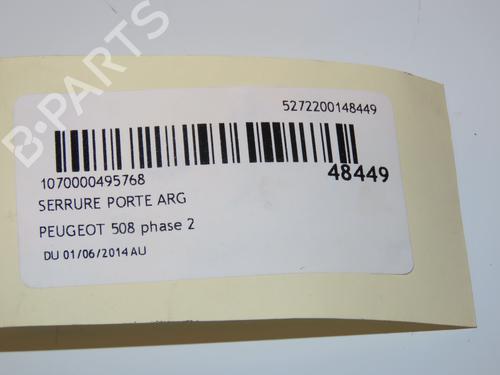 B-PARTS
5272200148449
1070000495768
48449
SERRURE PORTE ARG
PEUGEOT 508 phase 2
DU 01/06/2014 AU